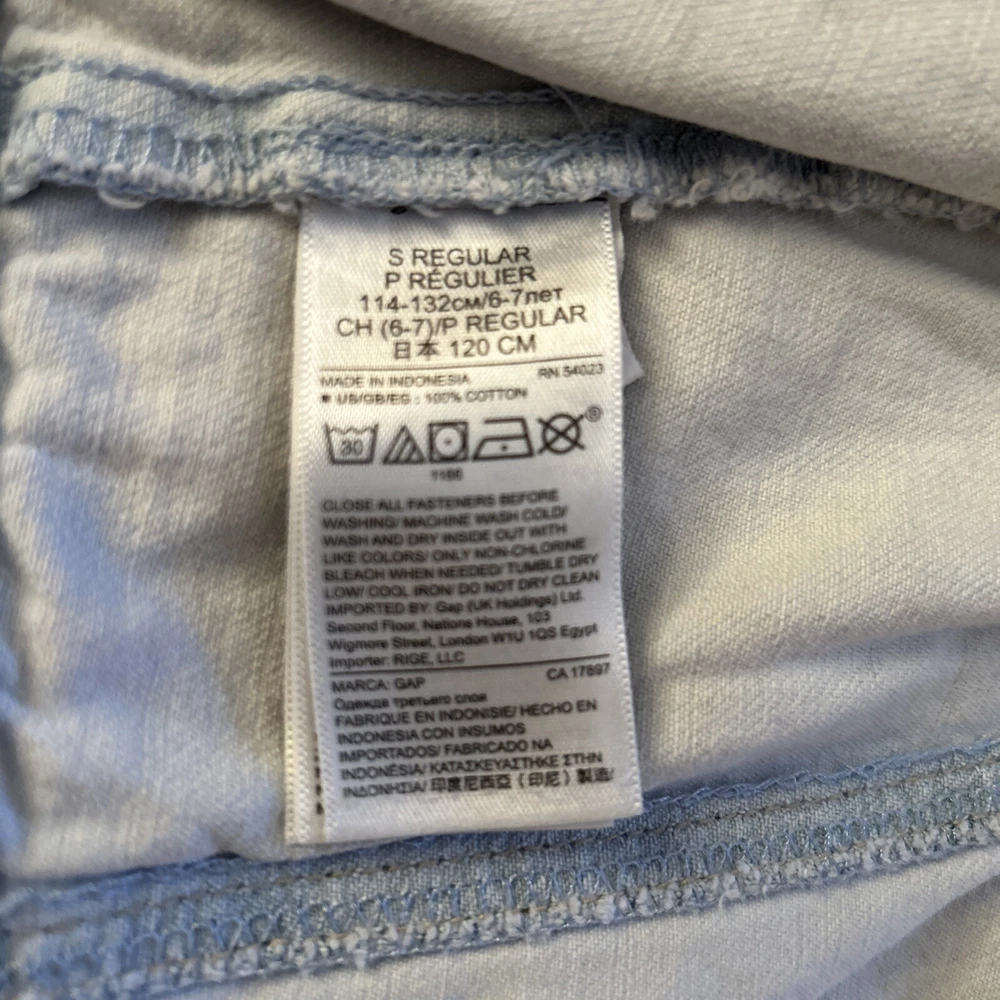 S REGULAR
P RÉGULIER
114-132см/6-7лет
CH (6-7)/P REGULAR
日本 120 CM
MADE IN INDONESIA RN 54023
* US/GB/EG : 100% COTTON
30
®
1186
CLOSE ALL FASTENERS BEFORE
WASHING/ MACHINE WASH COLD/
WASH AND DRY INSIDE OUT WITH
LIKE COLORS/ ONLY NON-CHLORINE
BLEACH WHEN NEEDED/ TUMBLE DRY
LOW/ COOL IRON/ DO NOT DRY CLEAN
IMPORTED BY: Gap (UK Holdings) Ltd.
Second Floor, Nations House, 103
Wigmore Street, London W1U 1QS Egypt
Importer: RIGE, LLC
MARCA: GAP CA 17897
Одежда третьего слоя
FABRIQUE EN INDONISIE/ HECHO EN
INDONESIA CON INSUMOS
IMPORTADOS/ FABRICADO NA
INDONÉSIA/ ΚΑΤΑΣΚΕΥΑΣΤΗΚΕ ΣΤΗΝ
ΙΝΔΟΝΗΣΙΑ/ 印度尼西亞 (印尼) 製造/